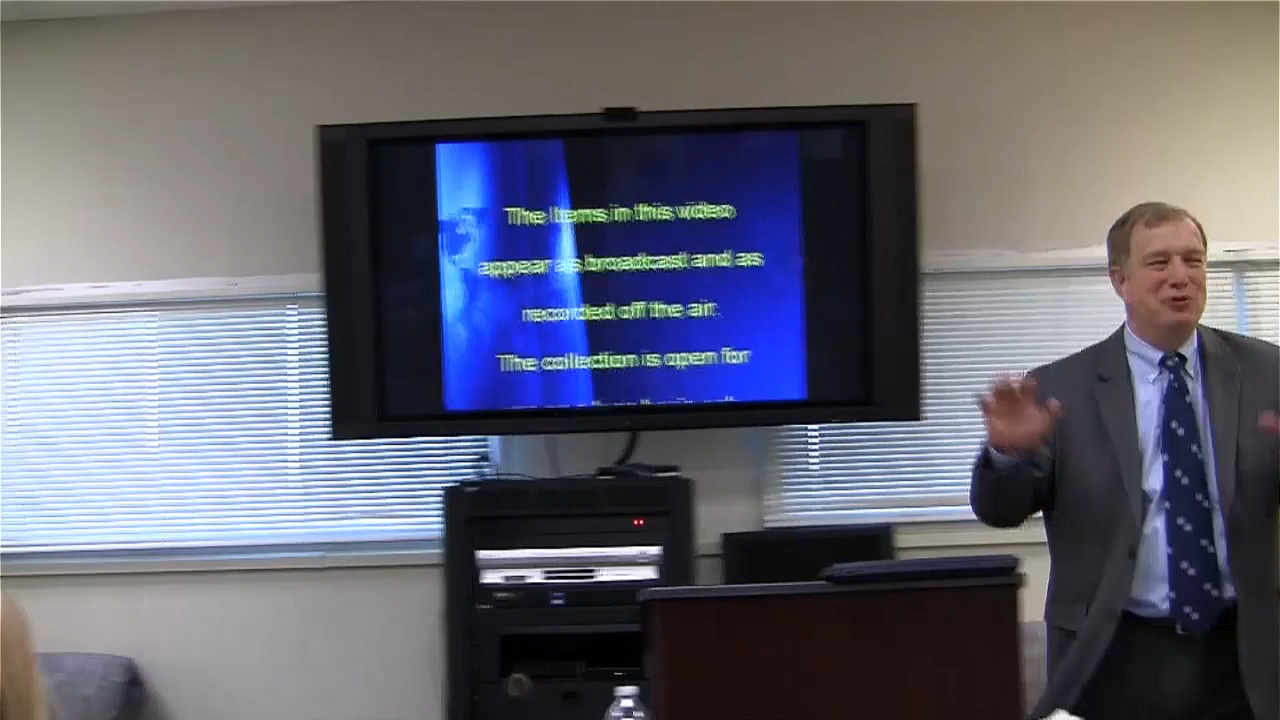 The items in this video
appear as broadcast and as
recorded off the air.
The collection is open for